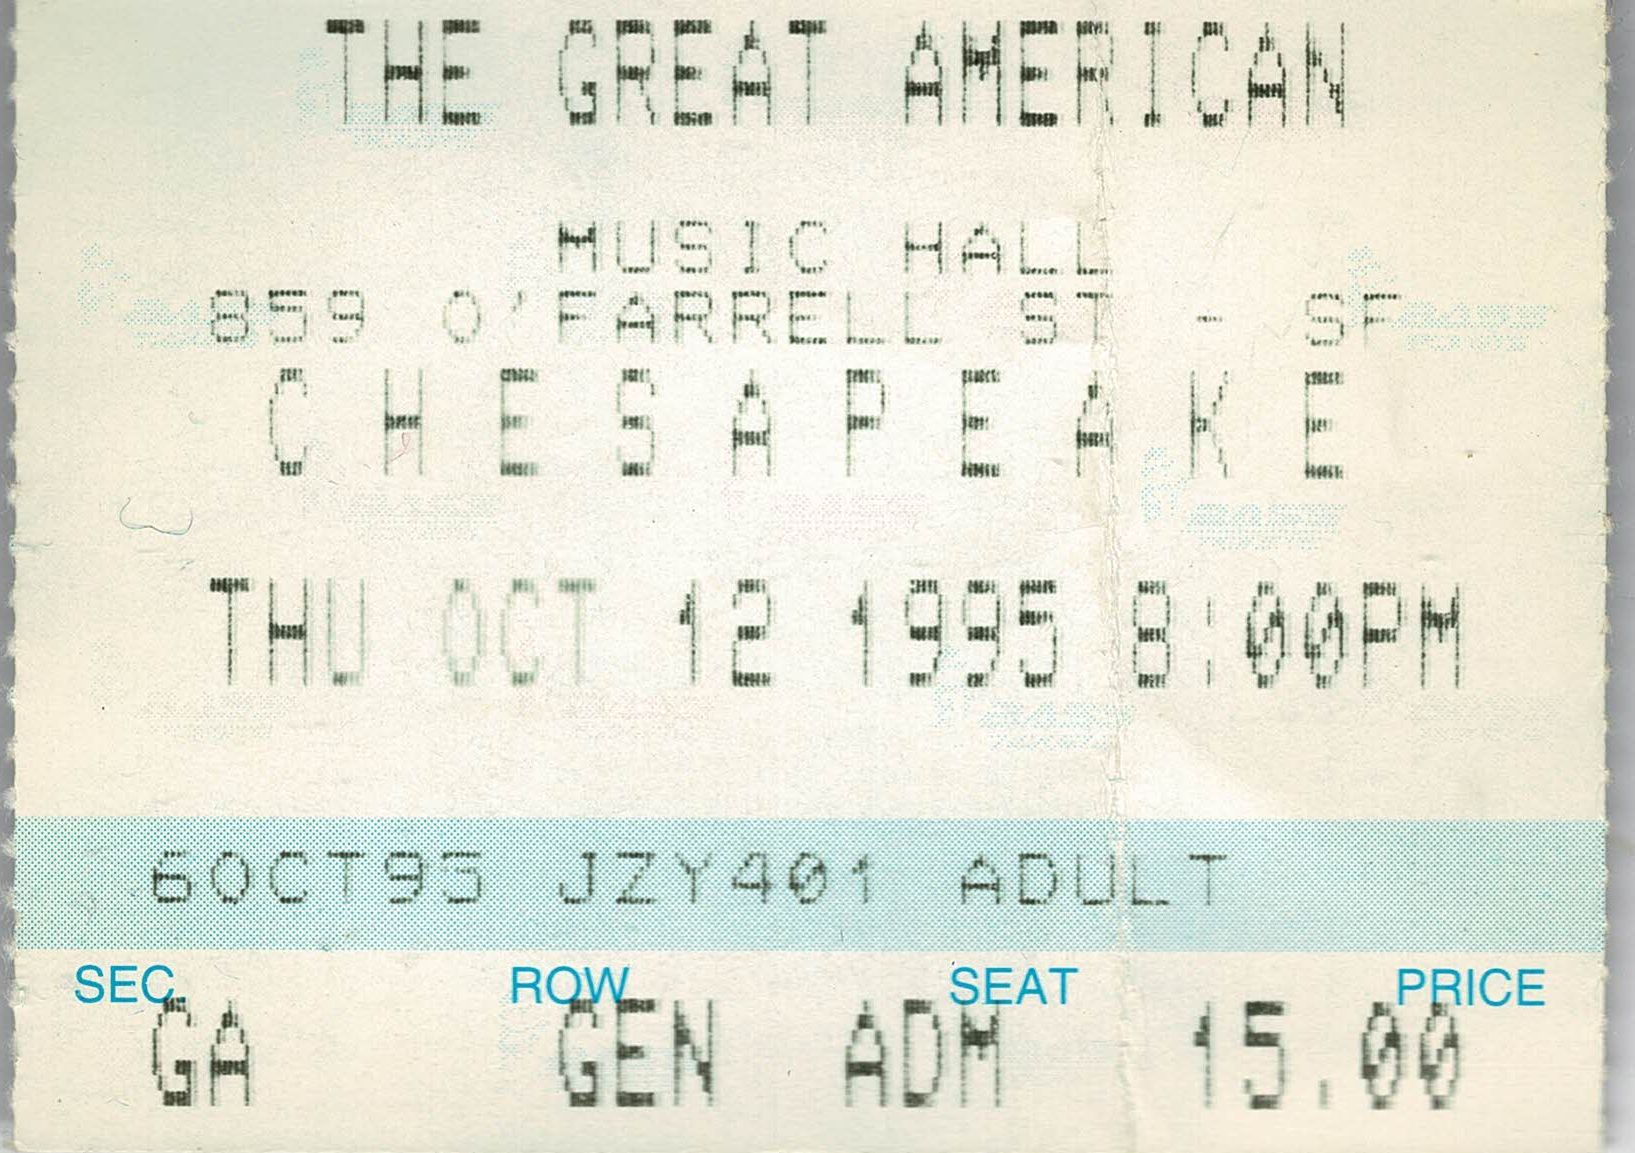 THE GREAT AMERICAN
MUSIC HALL
859 O'FARRELL ST - SF
CHESAPEAKE
THU OCT 12 1995 8:00PM
6OCT95 JZY401 ADULT
SEC. ROW SEAT PRICE
GA GEN ADM 15.00